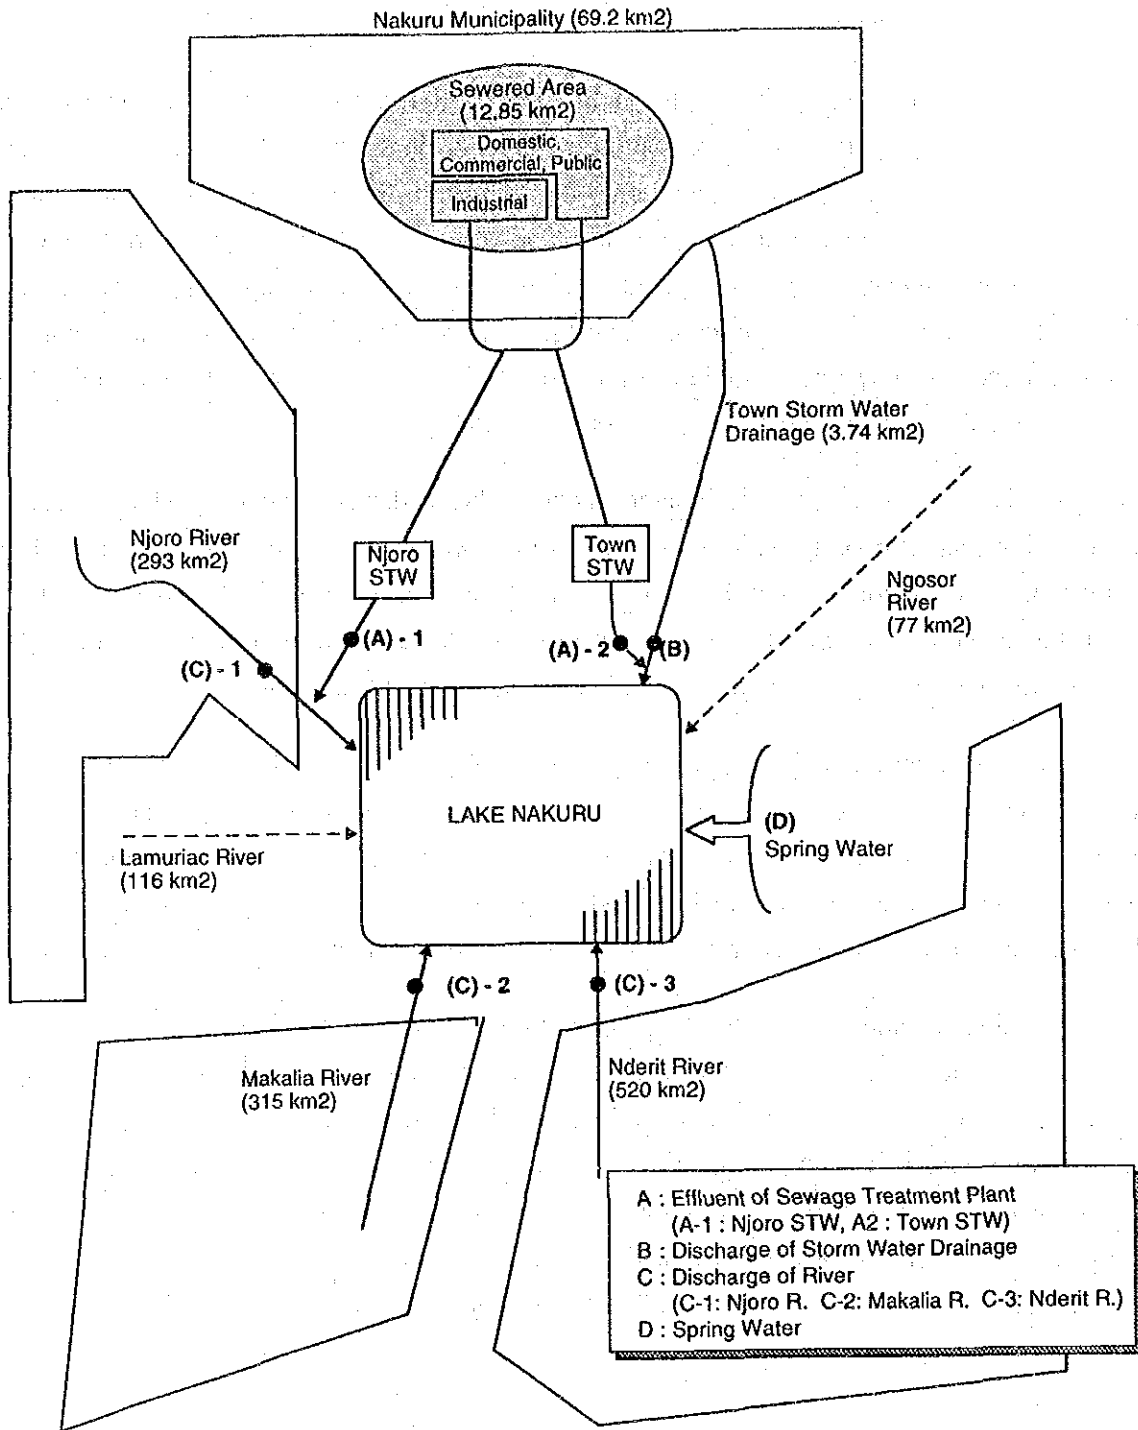 Nakuru Municipality (69.2 km2)
Sewered Area
(12.85 km2)
Domestic,
Commercial, Public
Industrial
Town Storm Water
Drainage (3.74 km2)
Njoro River
(293 km2)
Njoro
STW
Town
STW
Ngosor
River
(77 km2)
(C) - 1
(A) - 1
(A) - 2
(B)
LAKE NAKURU
(D)
Spring Water
Lamuriac River
(116 km2)
(C) - 2
(C) - 3
Makalia River
(315 km2)
Nderit River
(520 km2)
A : Effluent of Sewage Treatment Plant
(A-1 : Njoro STW, A2 : Town STW)
B : Discharge of Storm Water Drainage
C : Discharge of River
(C-1: Njoro R. C-2: Makalia R. C-3: Nderit R.)
D : Spring Water